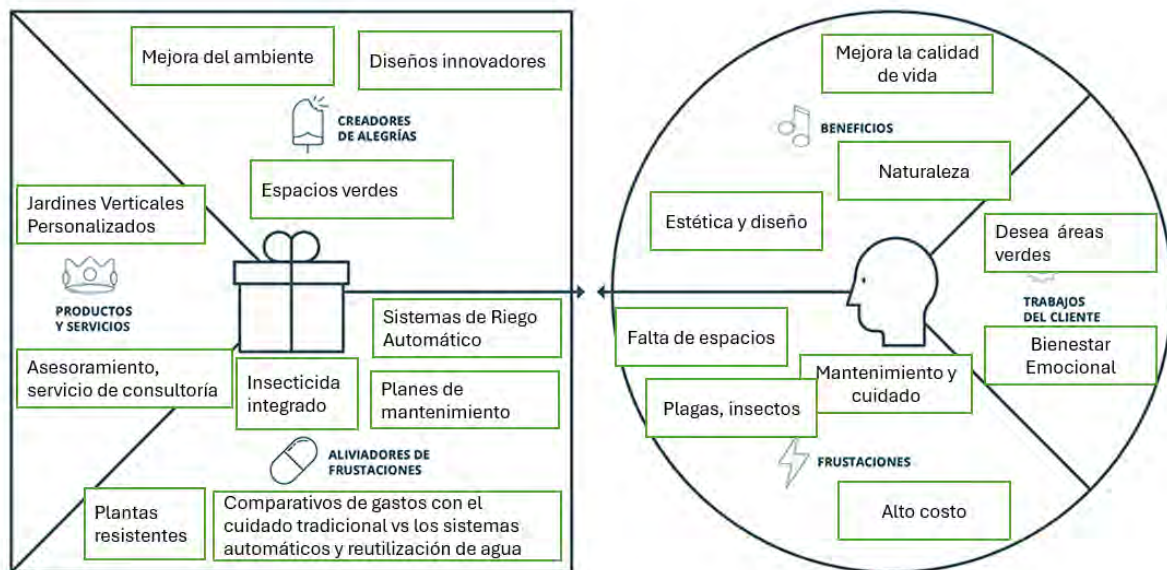 Mejora del ambiente
Diseños innovadores
CREADORES
DE ALEGRÍAS
Espacios verdes
Jardines Verticales
Personalizados
PRODUCTOS
Y SERVICIOS
Asesoramiento,
servicio de consultoría
Sistemas de Riego
Automático
Insecticida
integrado
Planes de
mantenimiento
ALIVIADORES DE
FRUSTACIONES
Plantas
resistentes
Comparativos de gastos con el
cuidado tradicional vs los sistemas
automáticos y reutilización de agua
Mejora la calidad
de vida
BENEFICIOS
Naturaleza
Estética y diseño
Desea áreas
verdes
TRABAJOS
DEL CLIENTE
Bienestar
Emocional
Falta de espacios
Mantenimiento y
cuidado
Plagas, insectos
FRUSTACIONES
Alto costo